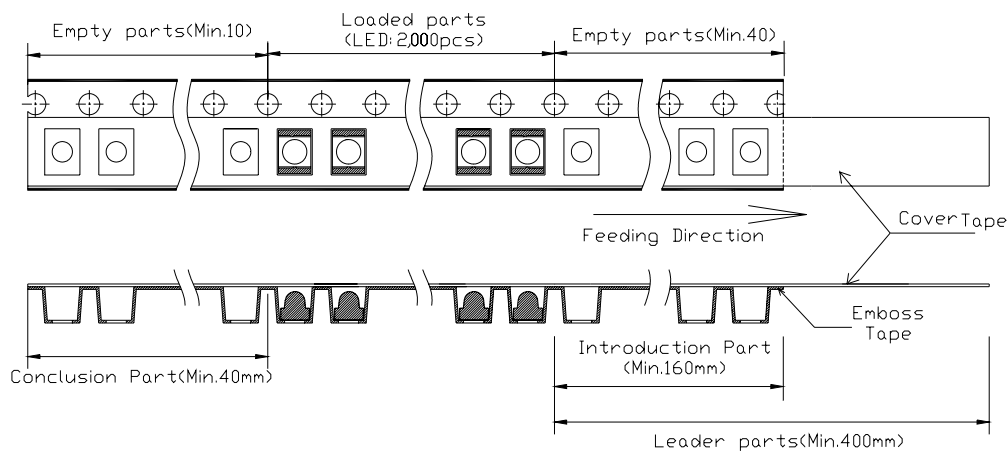 Empty parts(Min.10)
Loaded parts
(LED:2,000pcs)
Empty parts(Min.40)
CoverTape
Feeding Direction
Emboss
Tape
Conclusion Part(Min.40mm)
Introduction Part
(Min.160mm)
Leader parts(Min.400mm)